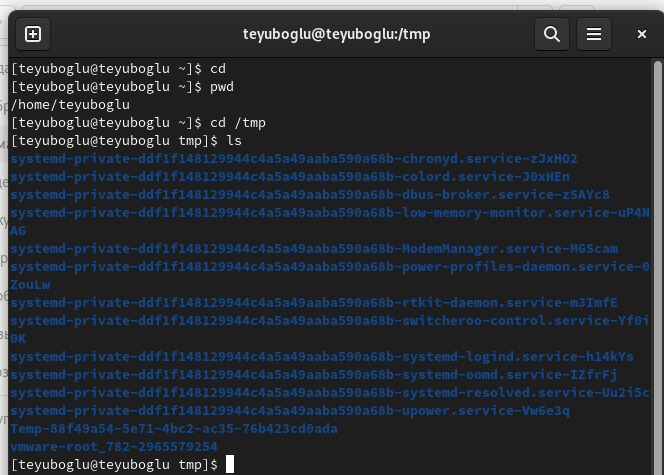 teyuboglu@teyuboglu:/tmp
[teyuboglu@teyuboglu ~]$ cd
[teyuboglu@teyuboglu ~]$ pwd
/home/teyuboglu
[teyuboglu@teyuboglu ~]$ cd /tmp
[teyuboglu@teyuboglu tmp]$ ls
systemd-private-ddf1f148129944c4a5a49aaba590a68b-chronyd.service-zJxHO2
systemd-private-ddf1f148129944c4a5a49aaba590a68b-colord.service-J0xHEn
systemd-private-ddf1f148129944c4a5a49aaba590a68b-dbus-broker.service-zSAYc8
systemd-private-ddf1f148129944c4a5a49aaba590a68b-low-memory-monitor.service-uP4N
AG
systemd-private-ddf1f148129944c4a5a49aaba590a68b-ModemManager.service-MGScam
systemd-private-ddf1f148129944c4a5a49aaba590a68b-power-profiles-daemon.service-0
ZouLw
systemd-private-ddf1f148129944c4a5a49aaba590a68b-rtkit-daemon.service-m3ImfE
systemd-private-ddf1f148129944c4a5a49aaba590a68b-switcheroo-control.service-Yf0i
0K
systemd-private-ddf1f148129944c4a5a49aaba590a68b-systemd-logind.service-h14kYs
systemd-private-ddf1f148129944c4a5a49aaba590a68b-systemd-oomd.service-IZfrFj
systemd-private-ddf1f148129944c4a5a49aaba590a68b-systemd-resolved.service-Uu2i5c
systemd-private-ddf1f148129944c4a5a49aaba590a68b-upower.service-Vw6e3q
Temp-88f49a54-5e71-4bc2-ac35-76b423cd0ada
vmware-root_782-2965579254
[teyuboglu@teyuboglu tmp]$